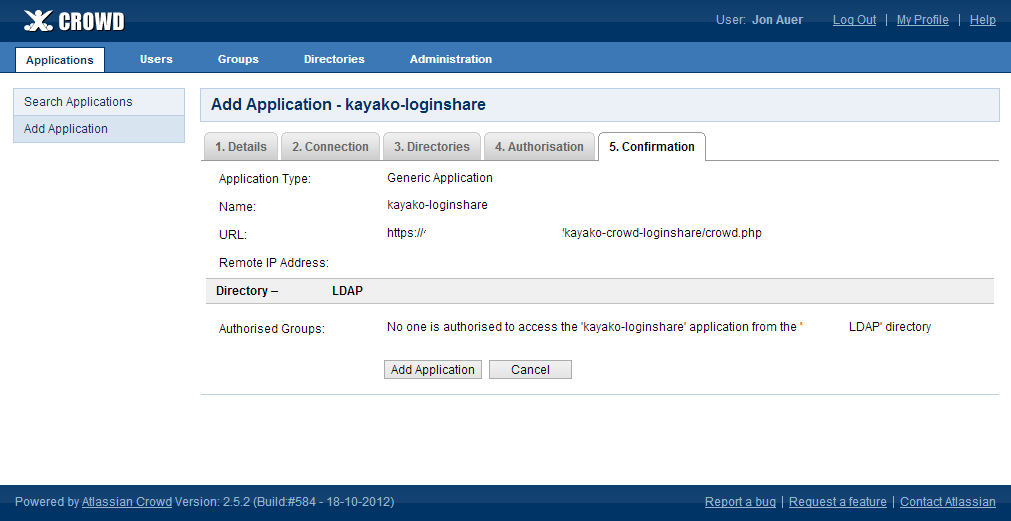 CROWD
User: Jon Auer Log Out | My Profile | Help
Applications Users Groups Directories Administration
Search Applications
Add Application
Add Application - kayako-loginshare
1. Details 2. Connection 3. Directories 4. Authorisation 5. Confirmation
Application Type: Generic Application
Name: kayako-loginshare
URL: https:// /kayako-crowd-loginshare/crowd.php
Remote IP Address:
Directory – LDAP
Authorised Groups: No one is authorised to access the 'kayako-loginshare' application from the ' LDAP' directory
Add Application Cancel
Powered by Atlassian Crowd Version: 2.5.2 (Build:#584 - 18-10-2012) Report a bug | Request a feature | Contact Atlassian